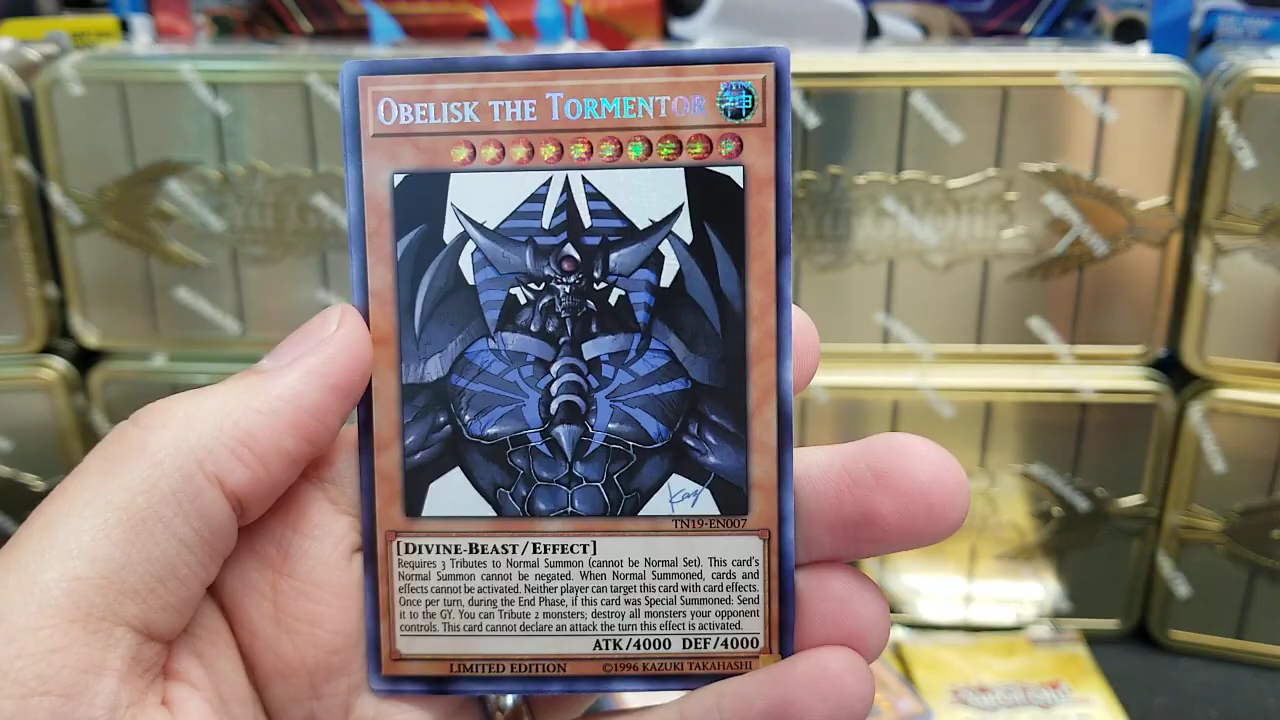 OBELISK THE TORMENTOR
神
Kay
TN19-EN007
[DIVINE-BEAST/EFFECT]
Requires 3 Tributes to Normal Summon (cannot be Normal Set). This card's
Normal Summon cannot be negated. When Normal Summoned, cards and
effects cannot be activated. Neither player can target this card with card effects.
Once per turn, during the End Phase, if this card was Special Summoned: Send
it to the GY. You can Tribute 2 monsters; destroy all monsters your opponent
controls. This card cannot declare an attack the turn this effect is activated.
ATK/4000 DEF/4000
LIMITED EDITION ©1996 KAZUKI TAKAHASHI